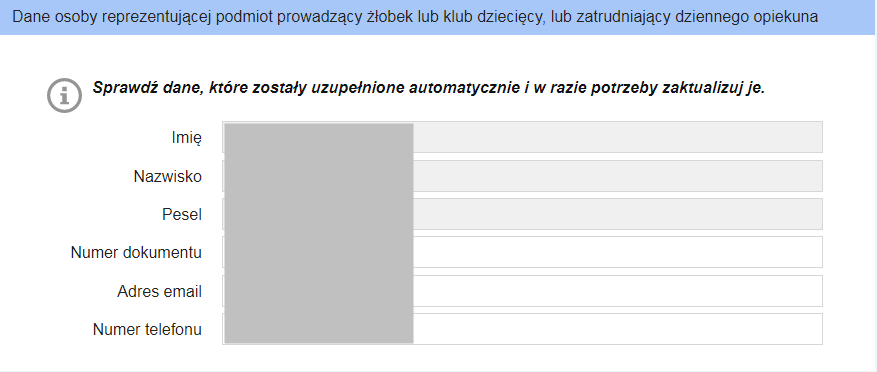 Dane osoby reprezentującej podmiot prowadzący żłobek lub klub dziecięcy, lub zatrudniający dziennego opiekuna
Sprawdź dane, które zostały uzupełnione automatycznie i w razie potrzeby zaktualizuj je.
Imię
Nazwisko
Pesel
Numer dokumentu
Adres email
Numer telefonu